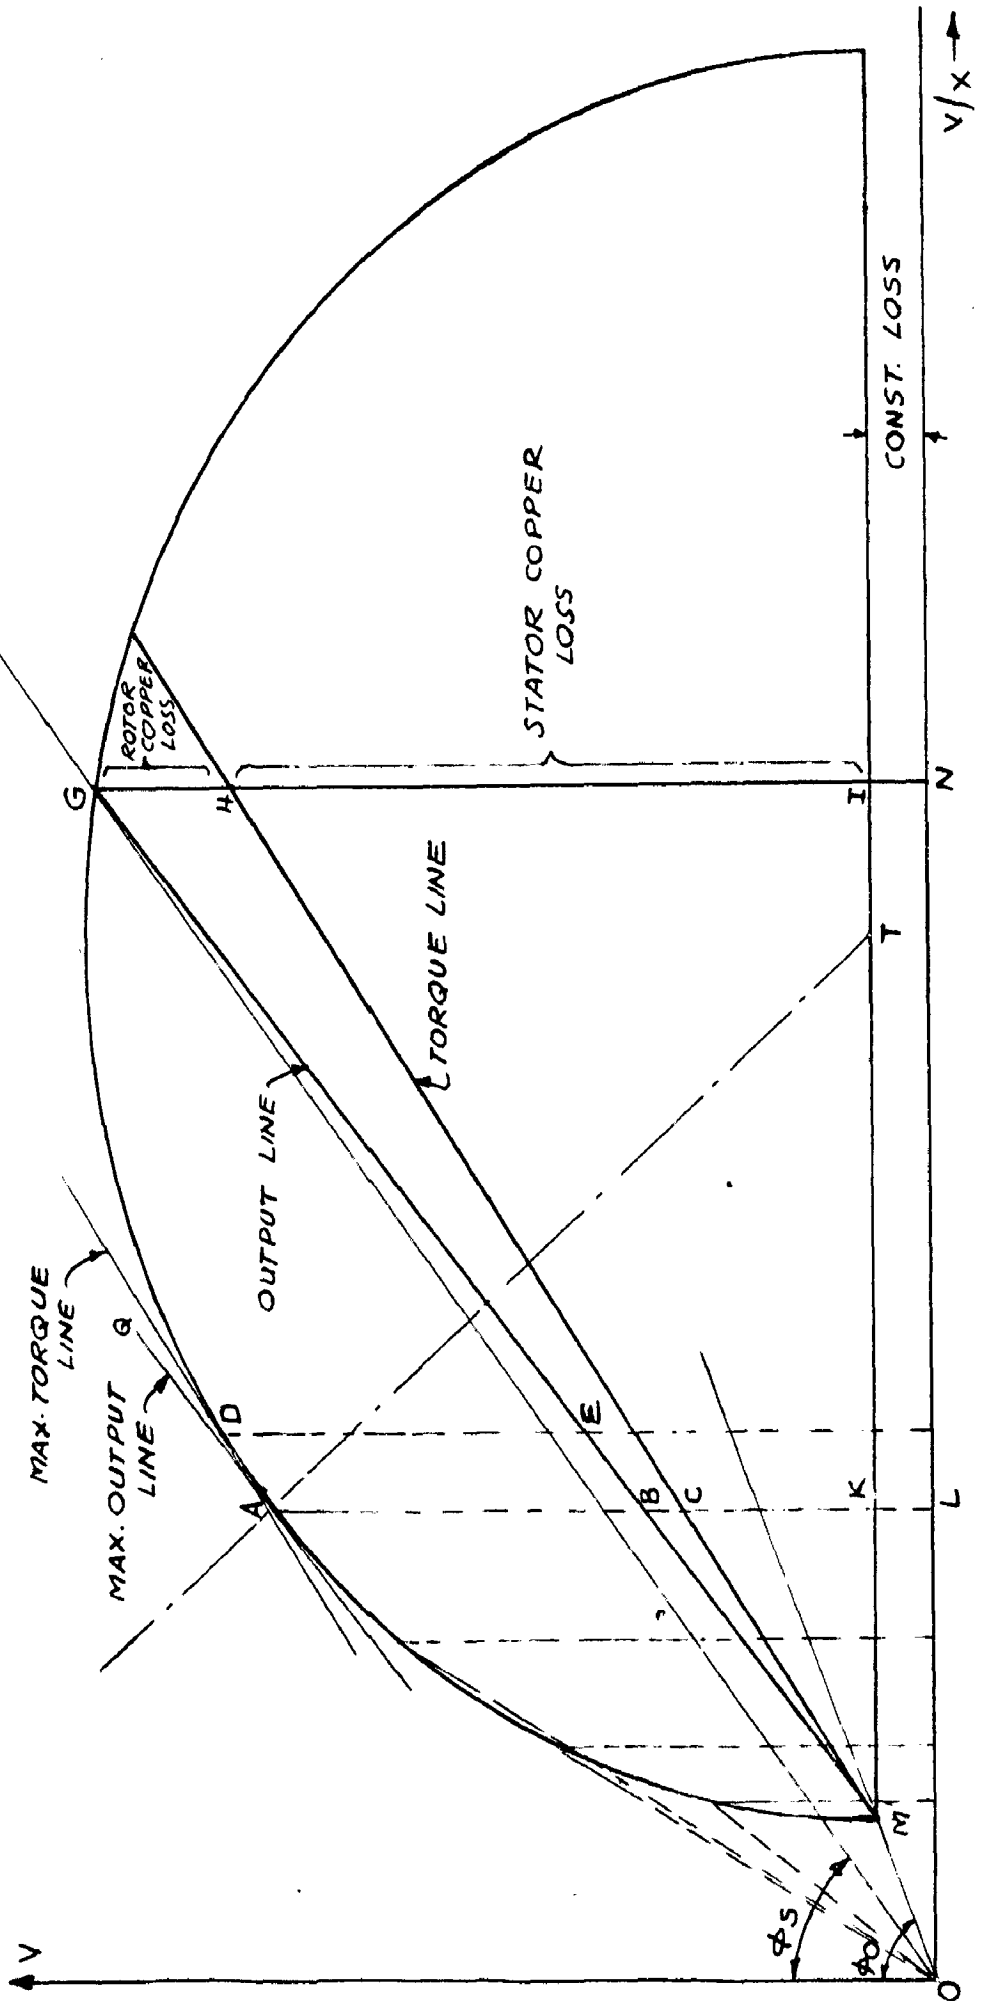 V
V/X
MAX. TORQUE
LINE
Q
MAX. OUTPUT
LINE
D
A
OUTPUT LINE
TORQUE LINE
G
ROTOR
COPPER
LOSS
H
STATOR COPPER
LOSS
E
B
C
K
L
I
N
T
CONST. LOSS
M
O
ϕS
ϕO